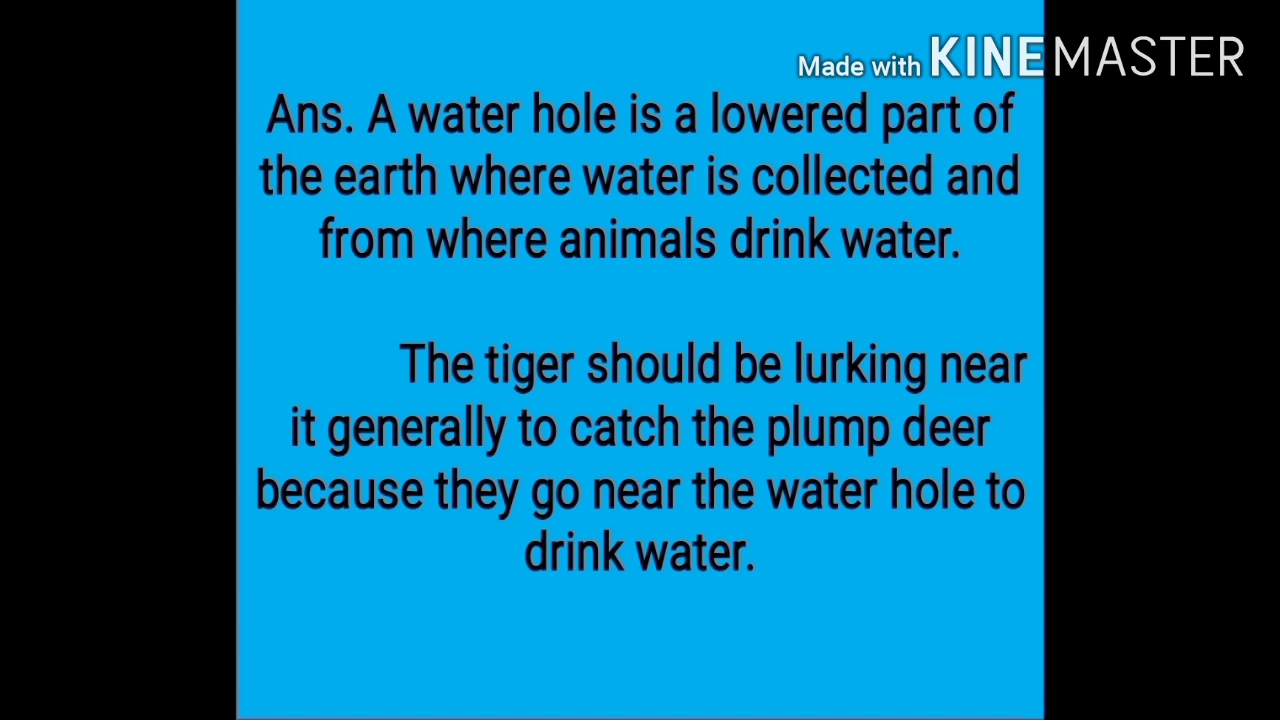 Made with KINEMASTER
Ans. A water hole is a lowered part of
the earth where water is collected and
from where animals drink water.
The tiger should be lurking near
it generally to catch the plump deer
because they go near the water hole to
drink water.